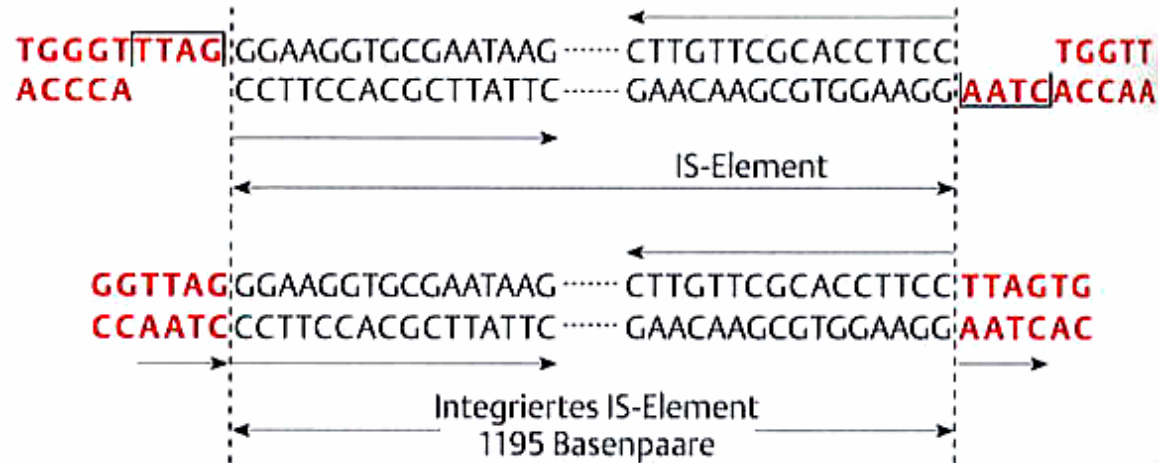 TGGGTTTAG GGAAGGTGCGAATAAG ······ CTTGTTCGCACCTTCC TGGTT
ACCCA CCTTCCACGCTTATTC ······ GAACAAGCGTGGAAGG AATCACCAA
IS-Element
GGTTAG GGAAGGTGCGAATAAG ······ CTTGTTCGCACCTTCC TTAGTG
CCAATC CCTTCCACGCTTATTC ······ GAACAAGCGTGGAAGG AATCAC
Integriertes IS-Element
1195 Basenpaare